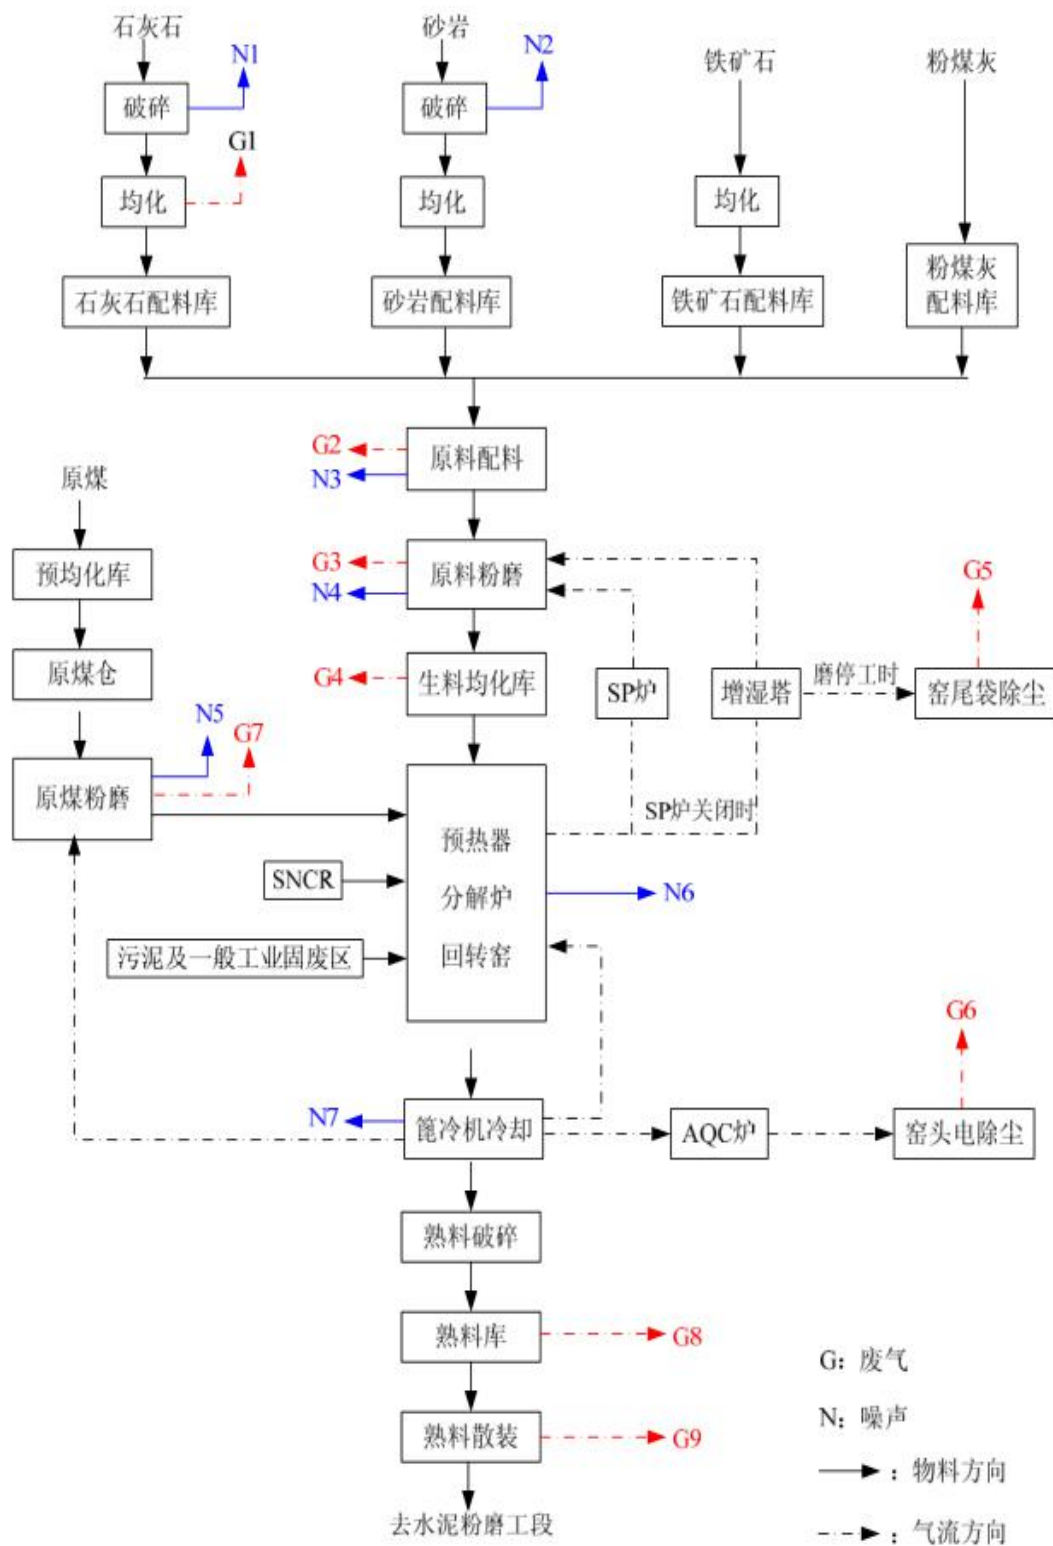 石灰石
砂岩
铁矿石
粉煤灰
N1
N2
破碎
破碎
G1
均化
均化
均化
石灰石配料库
砂岩配料库
铁矿石配料库
粉煤灰
配料库
G2
N3
原料配料
原煤
预均化库
G3
N4
原料粉磨
G5
原煤仓
G4
生料均化库
SP炉
增湿塔
磨停工时
窑尾袋除尘
N5
G7
原煤粉磨
SP炉关闭时
预热器
SNCR
分解炉
N6
污泥及一般工业固废区
回转窑
G6
N7
篦冷机冷却
AQC炉
窑头电除尘
熟料破碎
熟料库
G8
熟料散装
G9
去水泥粉磨工段
G：废气
N：噪声
：物料方向
：气流方向